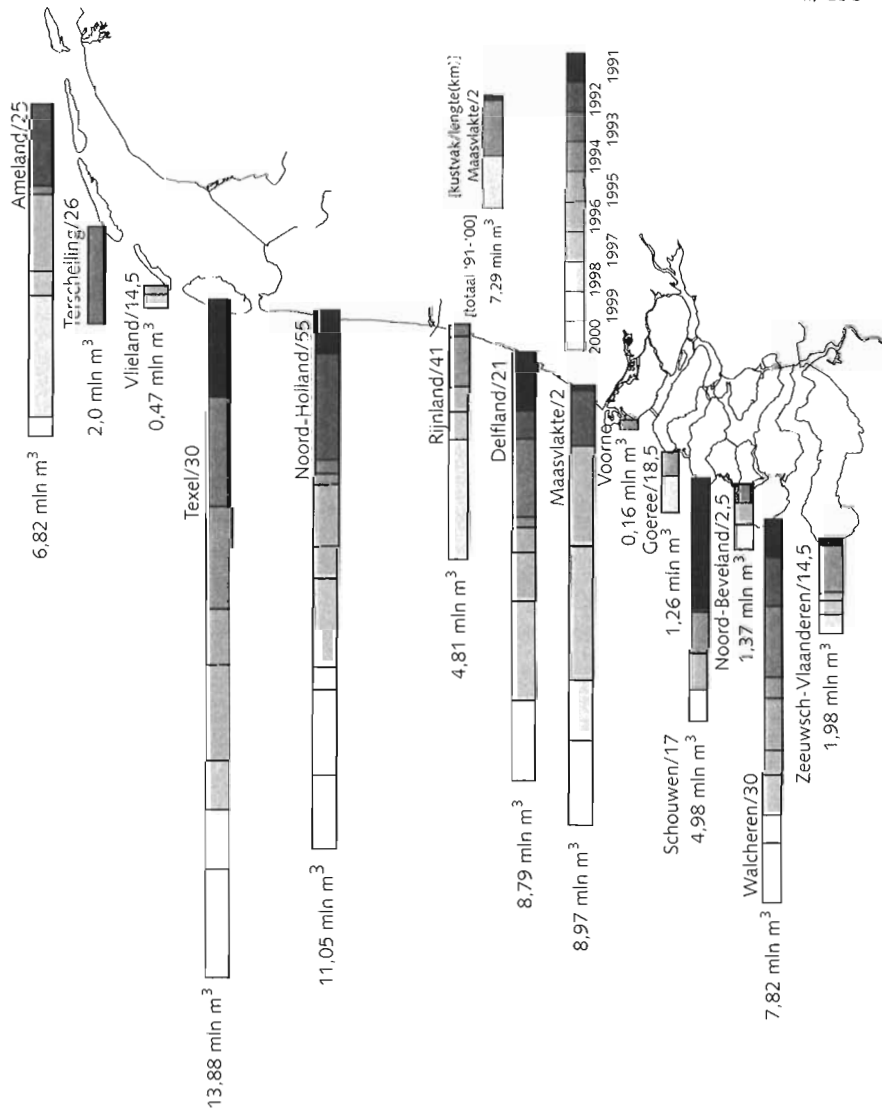 Ameland/25
6,82 mln m³
Terschelling/26
2,0 mln m³
Vlieland/14,5
0,47 mln m³
Texel/30
13,88 mln m³
Noord-Holland/55
11,05 mln m³
Rijnland/41
4,81 mln m³
Delfland/21
8,79 mln m³
Maasvlakte/2
8,97 mln m³
[kustvak/lengte(km)]
Maasvlakte/2
7,29 mln m³
[totaal '91-'00]
2000 1999 1998 1997 1996 1995 1994 1993 1992 1991
0,16 mln m³
Goeree/18,5
1,26 mln m³
Schouwen/17
4,98 mln m³
Noord-Beveland/2,5
1,37 mln m³
Walcheren/30
7,82 mln m³
Zeeuwsch-Vlaanderen/14,5
1,98 mln m³